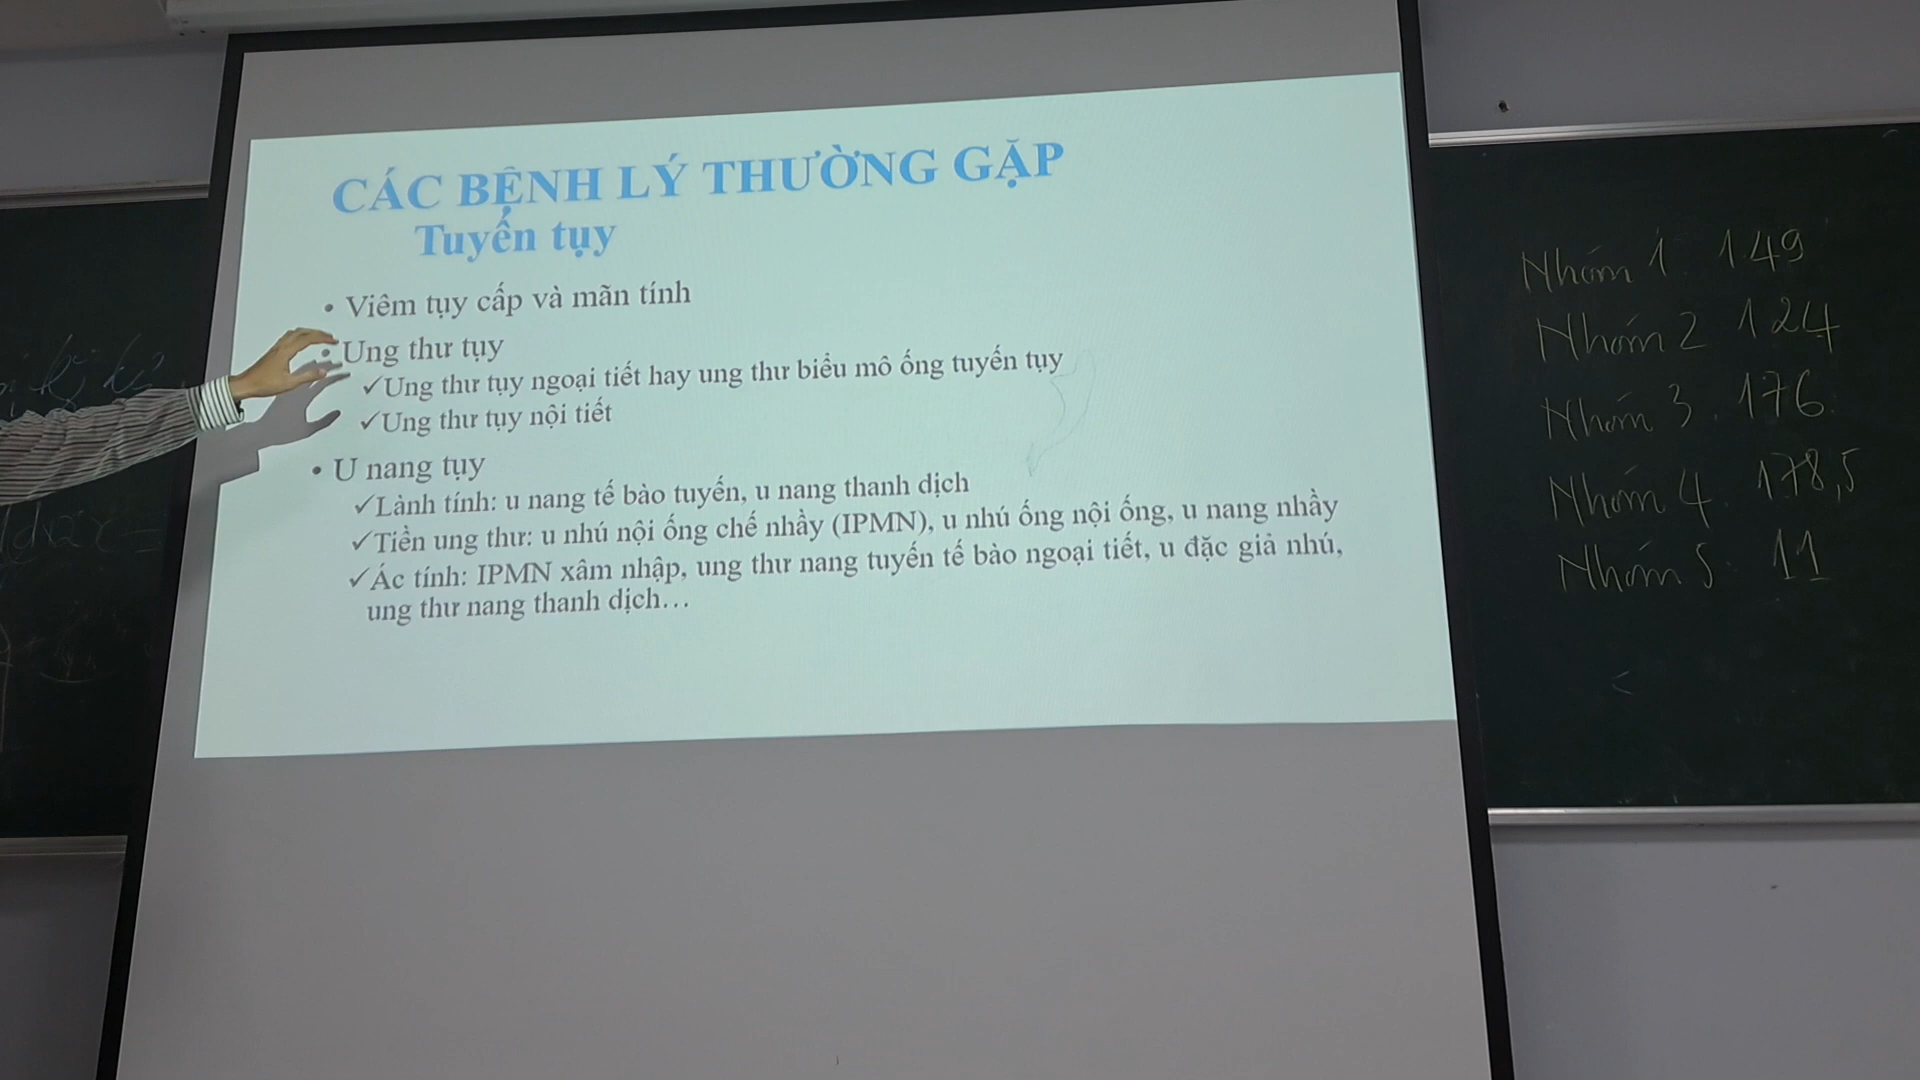 CÁC BỆNH LÝ THƯỜNG GẶP
Tuyến tụy
• Viêm tụy cấp và mãn tính
• Ung thư tụy
✓Ung thư tụy ngoại tiết hay ung thư biểu mô ống tuyến tụy
✓Ung thư tụy nội tiết
• U nang tụy
✓Lành tính: u nang tế bào tuyến, u nang thanh dịch
✓Tiền ung thư: u nhú nội ống chế nhầy (IPMN), u nhú ống nội ống, u nang nhầy
✓Ác tính: IPMN xâm nhập, ung thư nang tuyến tế bào ngoại tiết, u đặc giả nhú,
ung thư nang thanh dịch…
Nhóm 1. 149
Nhóm 2 124
Nhóm 3. 176
Nhóm 4. 178,5
Nhóm 5. 11